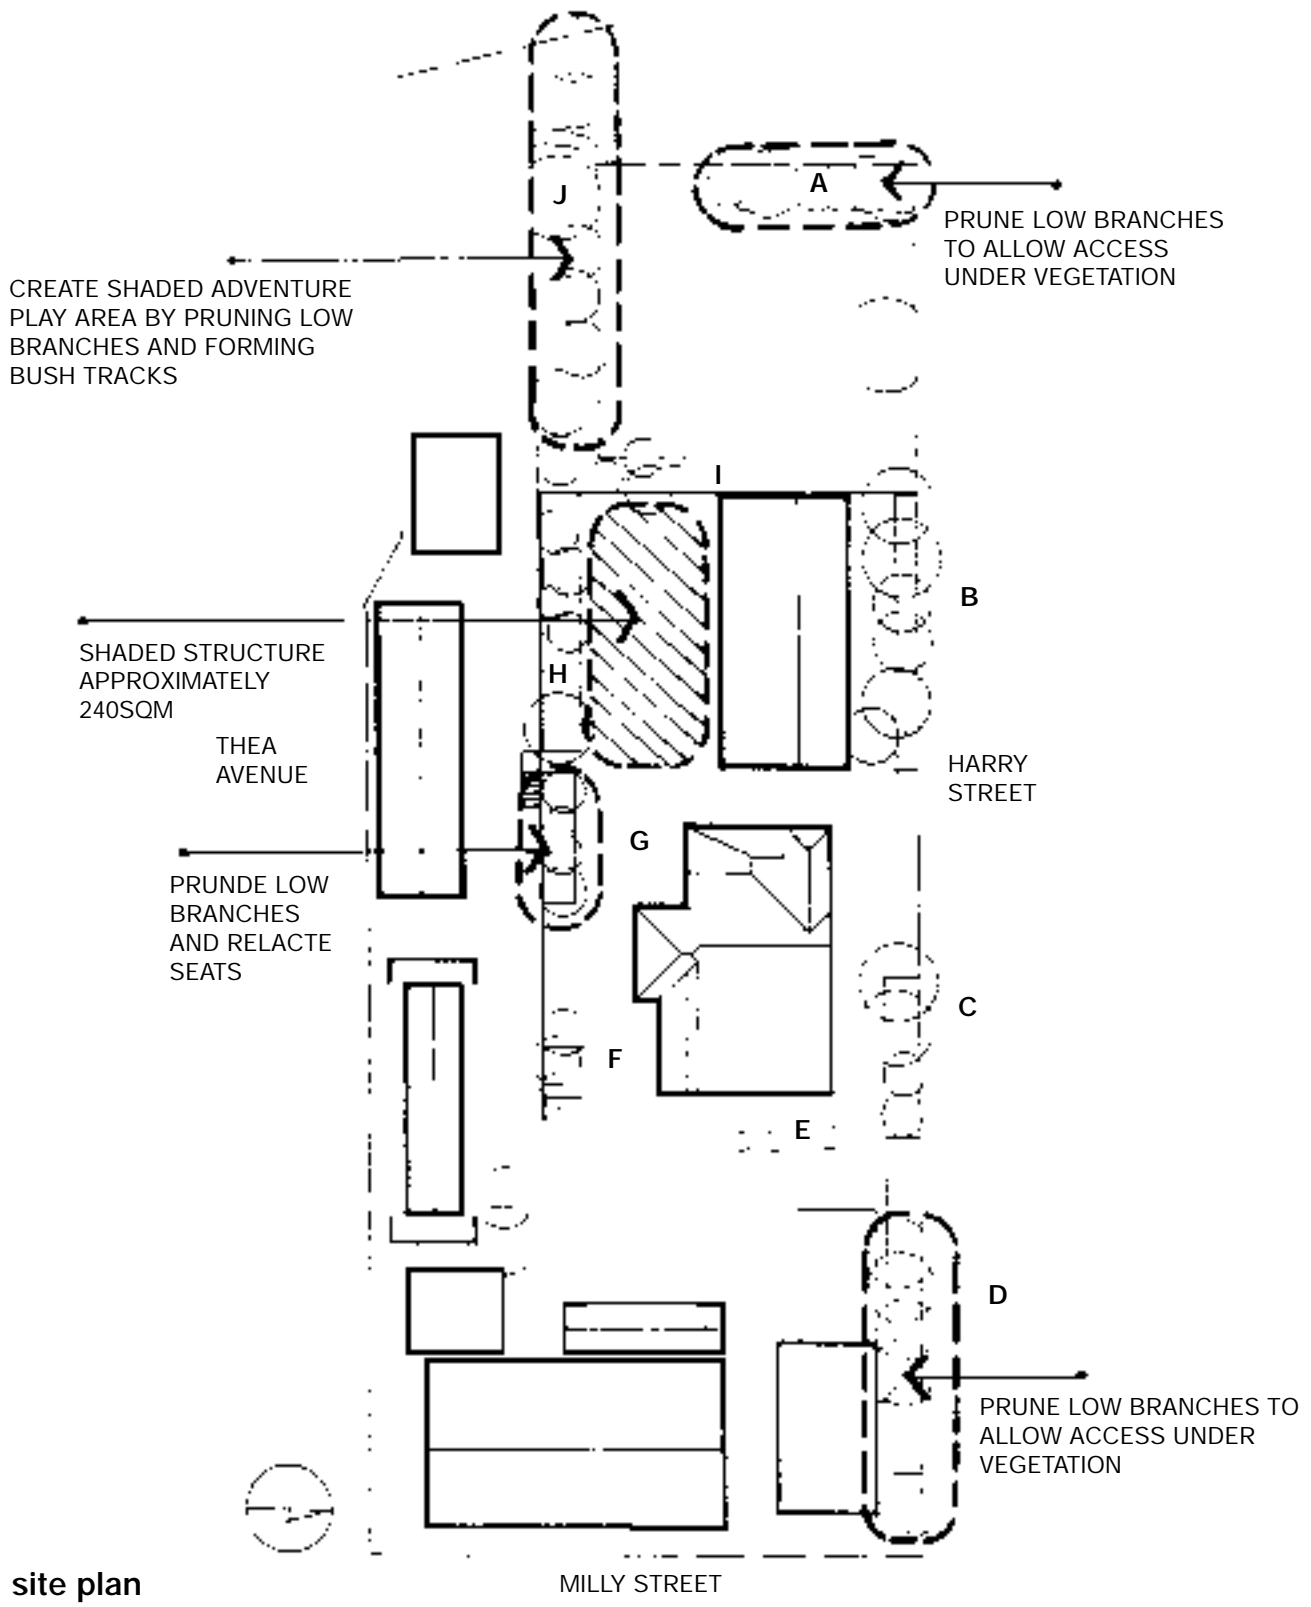 A
J
PRUNE LOW BRANCHES
TO ALLOW ACCESS
UNDER VEGETATION
CREATE SHADED ADVENTURE
PLAY AREA BY PRUNING LOW
BRANCHES AND FORMING
BUSH TRACKS
I
B
SHADED STRUCTURE
APPROXIMATELY
240SQM
H
THEA
AVENUE
HARRY
STREET
G
PRUNDE LOW
BRANCHES
AND RELACTE
SEATS
C
F
E
D
PRUNE LOW BRANCHES TO
ALLOW ACCESS UNDER
VEGETATION
site plan
MILLY STREET